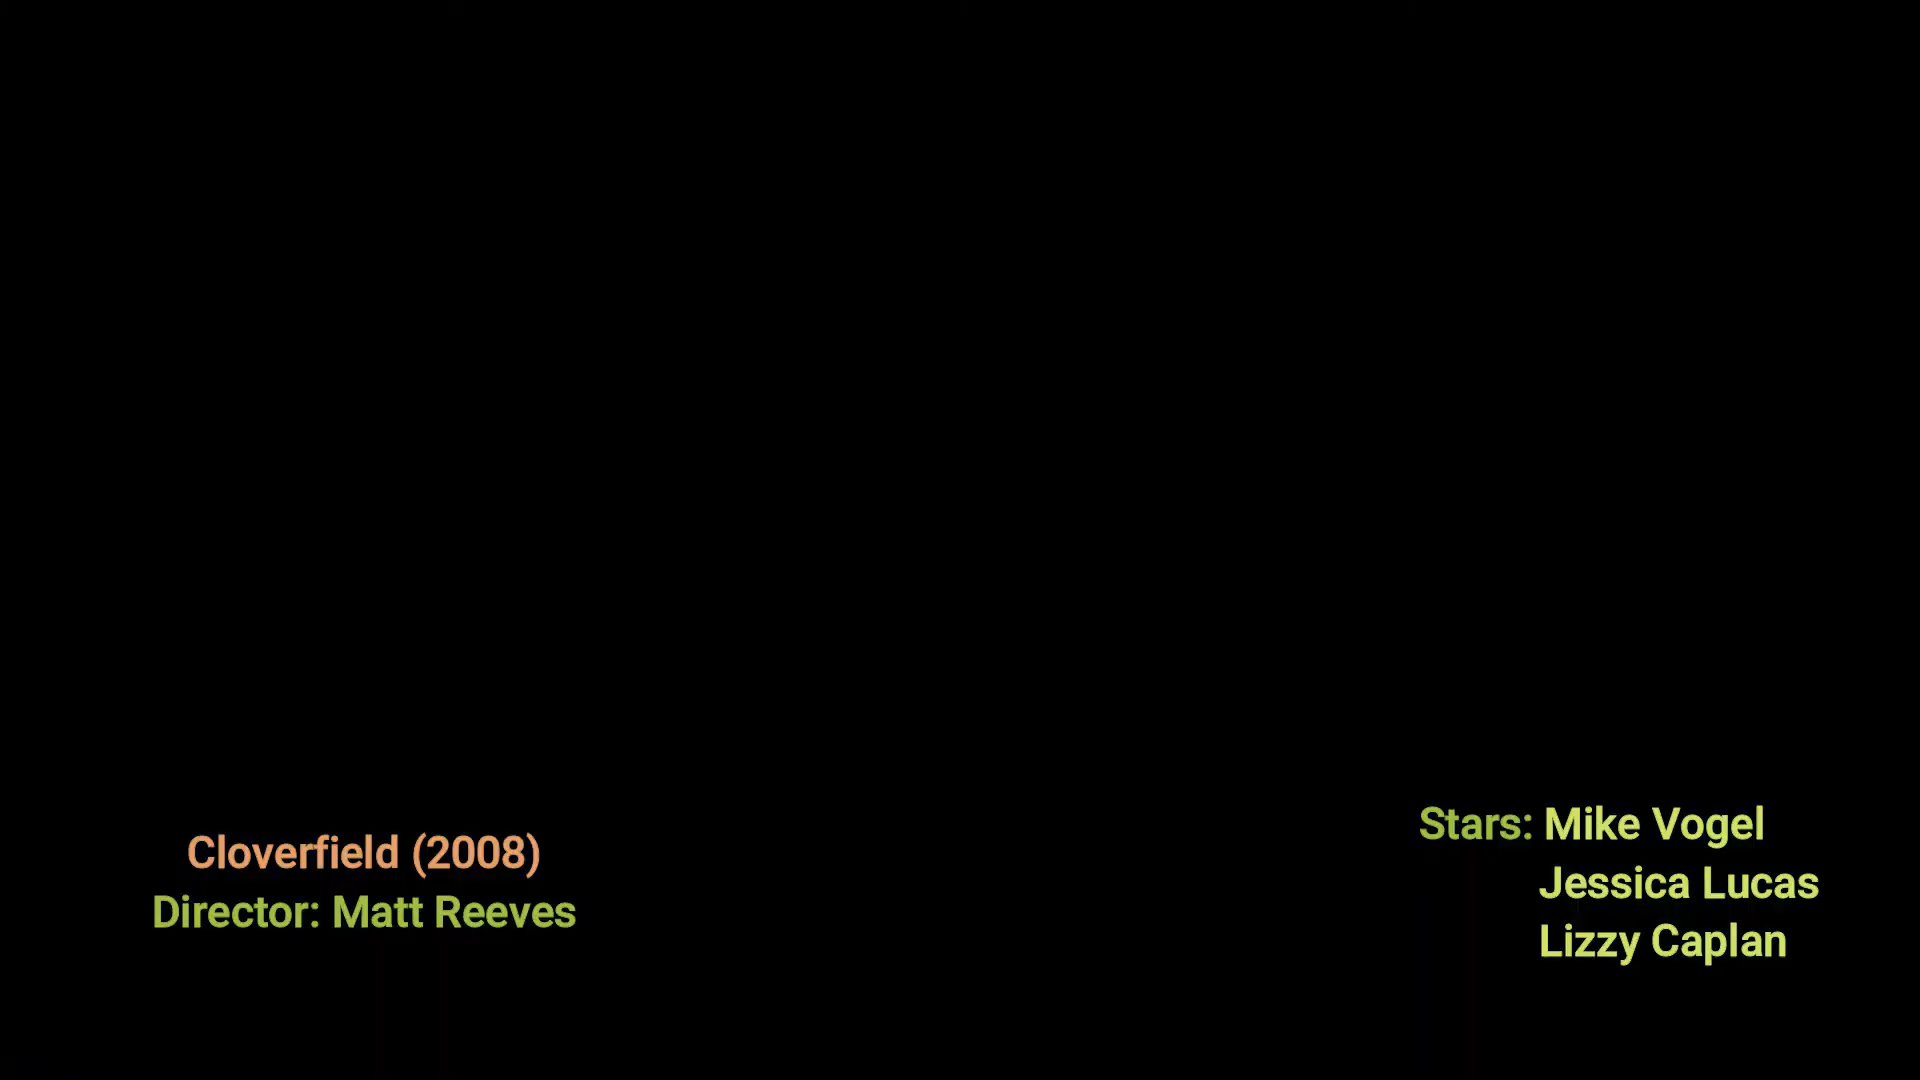 Cloverfield (2008)
Director: Matt Reeves
Stars: Mike Vogel
Jessica Lucas
Lizzy Caplan